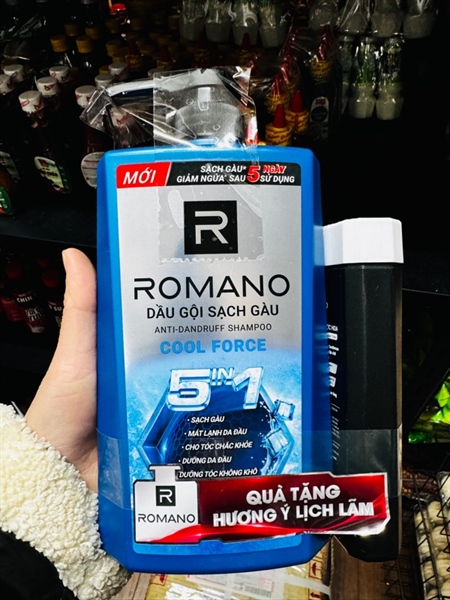 MỚI
SẠCH GÀU* 5 NGÀY
GIẢM NGỨA* SAU 5 SỬ DỤNG
R
ROMANO
DẦU GỘI SẠCH GÀU
ANTI-DANDRUFF SHAMPOO
COOL FORCE
5 IN 1
• SẠCH GÀU
• MÁT LẠNH DA ĐẦU
• CHO TÓC CHẮC KHỎE
• DƯỠNG DA ĐẦU
DƯỠNG TÓC KHÔNG KHÔ
R
ROMANO
QUÀ TẶNG
HƯƠNG Ý LỊCH LÃM